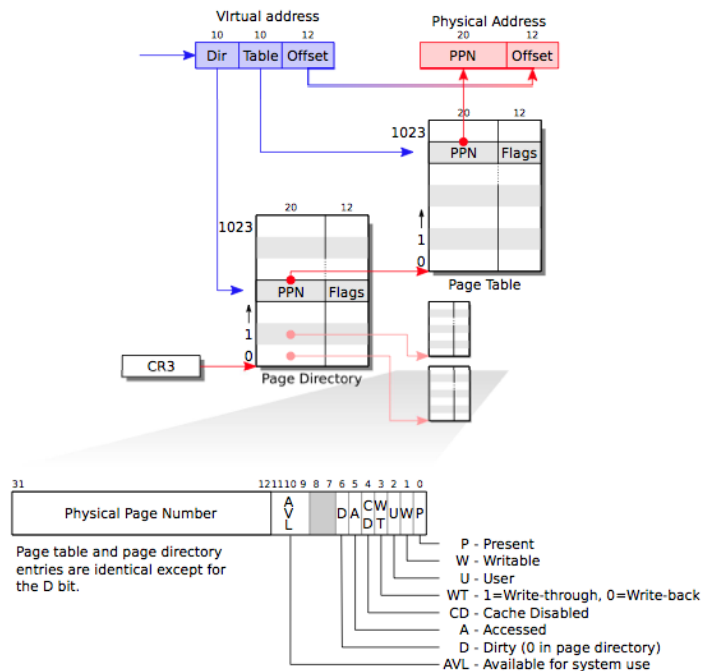 VIrtual address
Physical Address
10 10 12
20 12
Dir Table Offset
PPN Offset
20 12
1023
PPN Flags
20 12
1023
1
0
PPN Flags
Page Table
1
0
CR3
Page Directory
31 12 11 10 9 8 7 6 5 4 3 2 1 0
Physical Page Number AVL D A CD WT U W P
Page table and page directory
entries are identical except for
the D bit.
P - Present
W - Writable
U - User
WT - 1=Write-through, 0=Write-back
CD - Cache Disabled
A - Accessed
D - Dirty (0 in page directory)
AVL - Available for system use